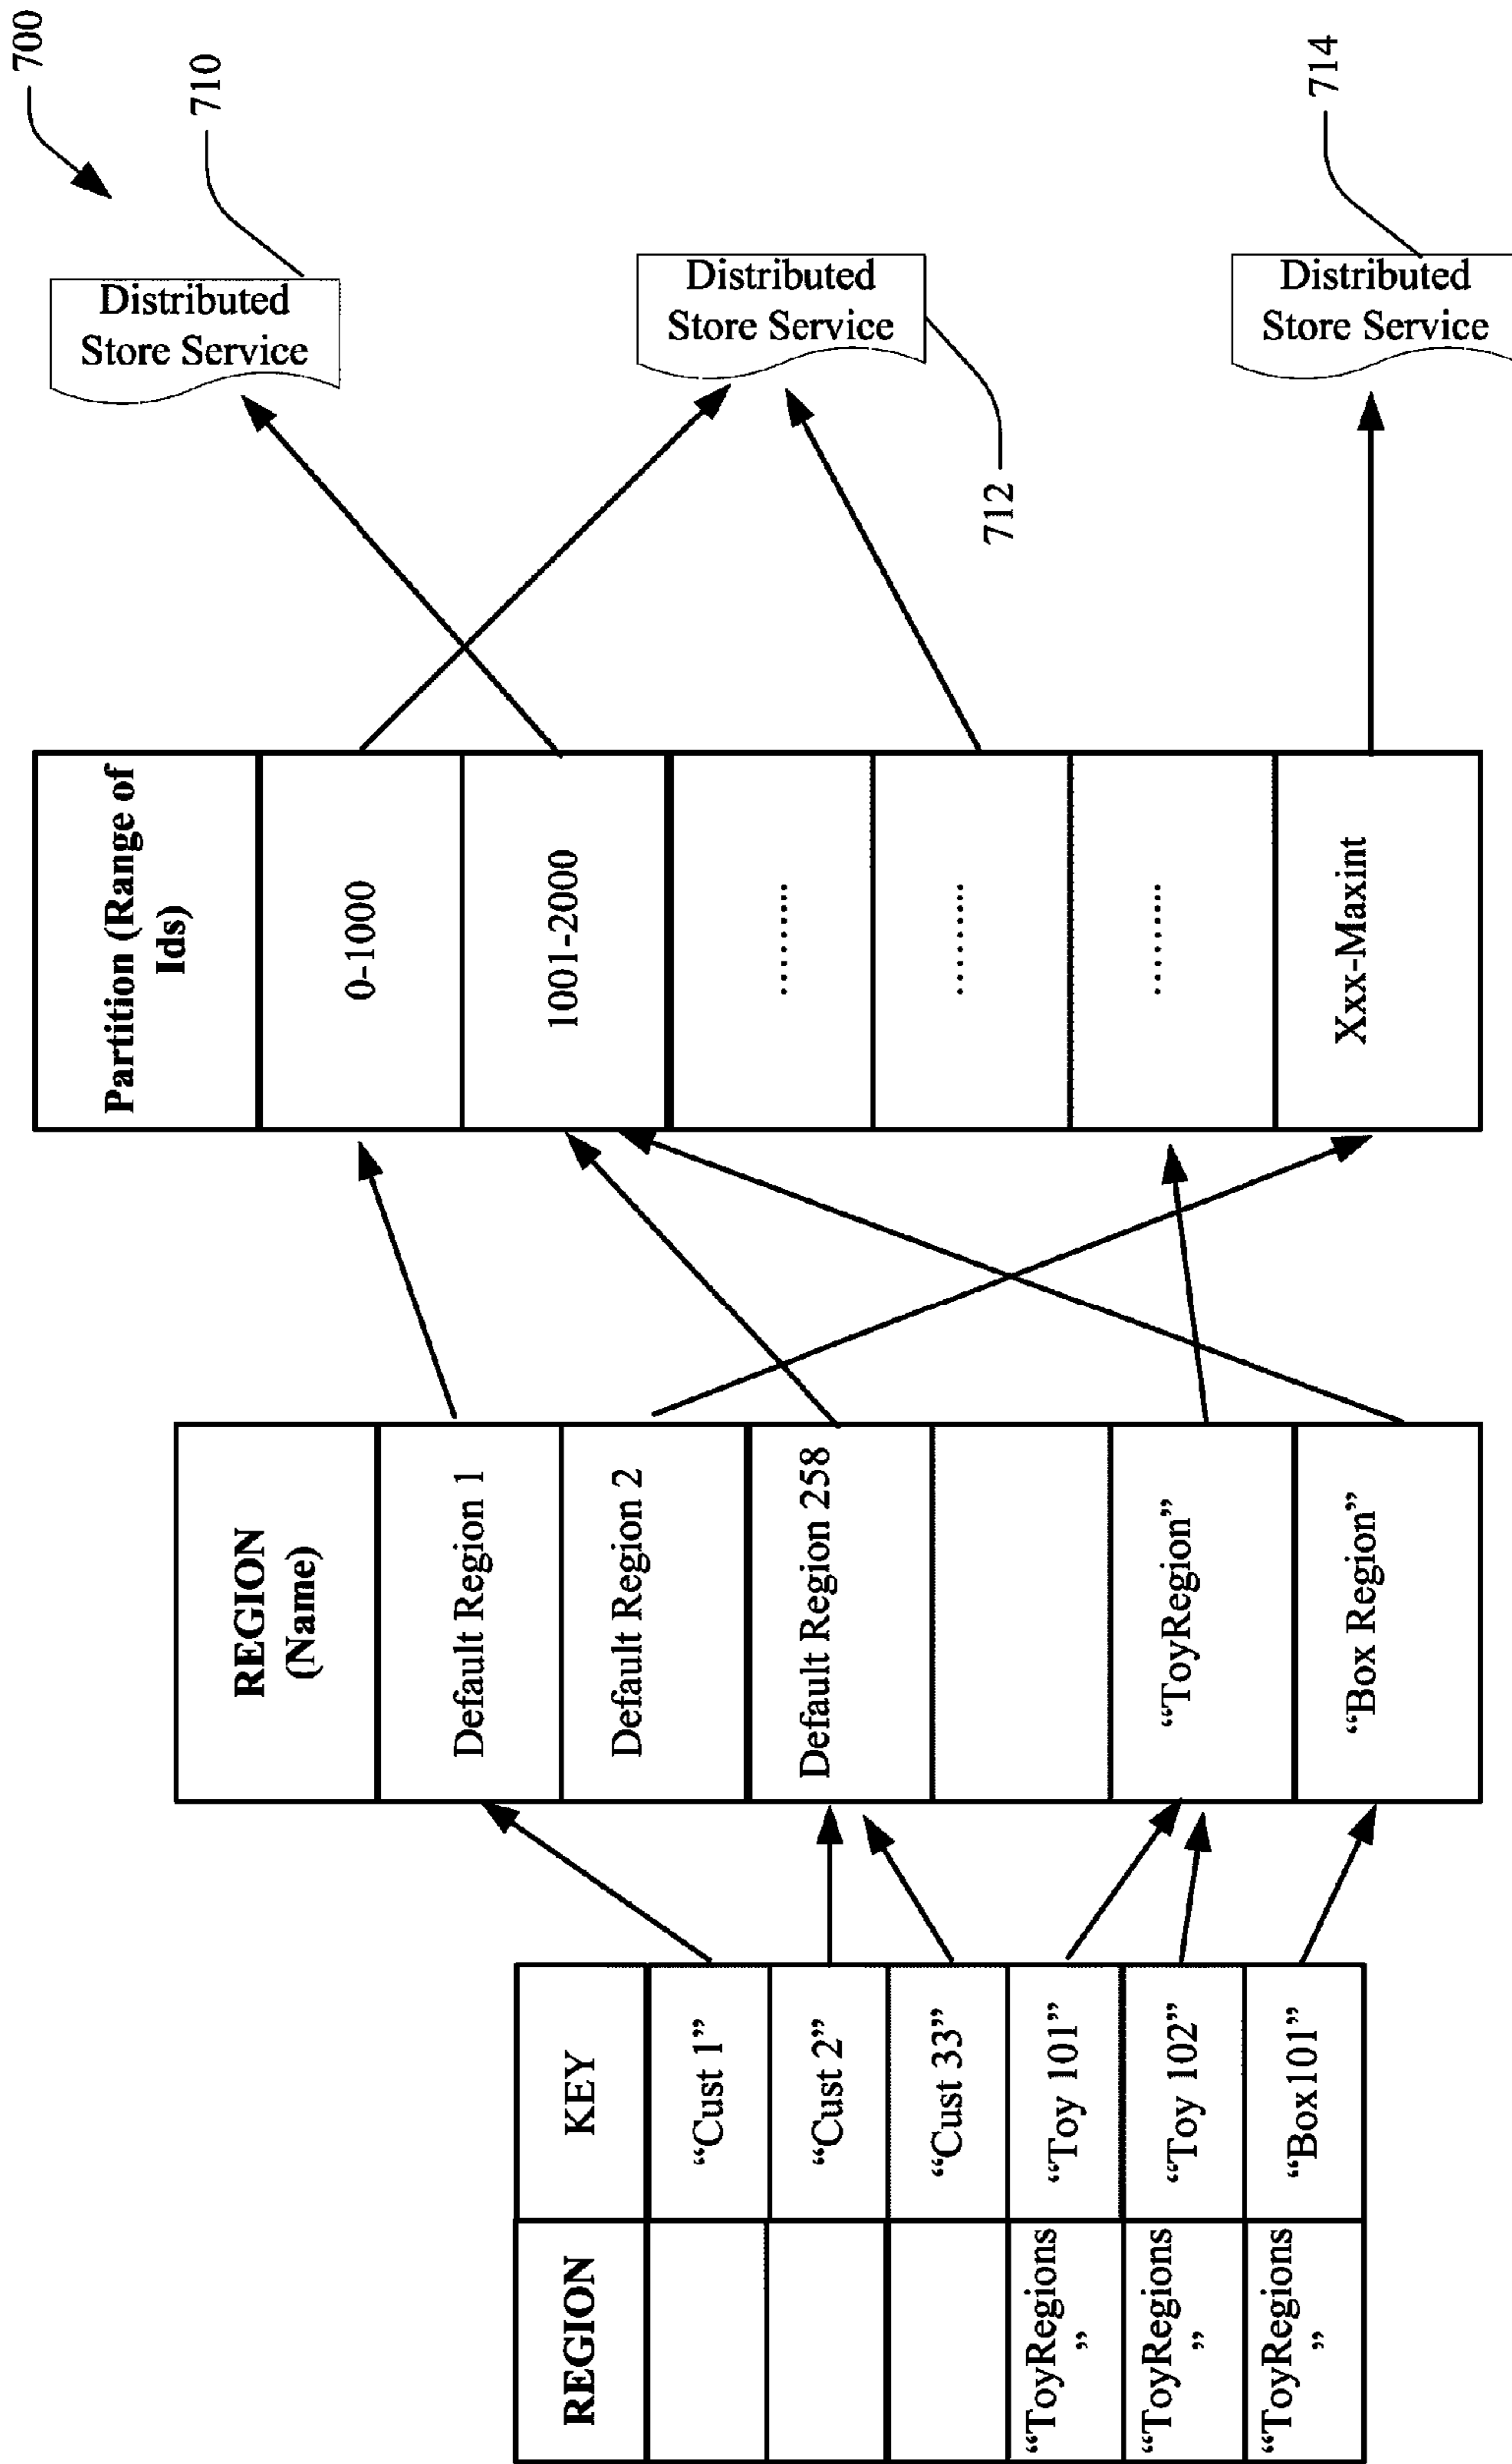 700
REGION
KEY
"Cust 1"
"Cust 2"
"Cust 33"
"ToyRegions
"
"Toy 101"
"ToyRegions
"
"Toy 102"
"ToyRegions
"
"Box101"
REGION
(Name)
Default Region 1
Default Region 2
Default Region 258
"ToyRegion"
"Box Region"
Partition (Range of
Ids)
0-1000
1001-2000
.........
.........
.........
Xxx-Maxint
Distributed
Store Service
710
Distributed
Store Service
712
Distributed
Store Service
714